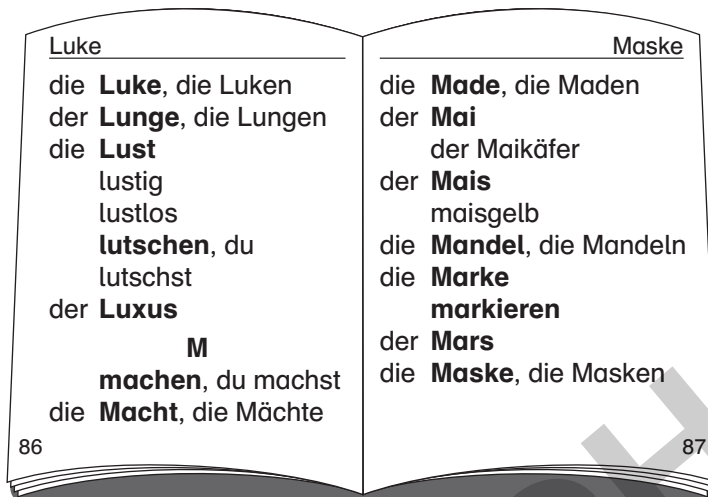 Luke
die Luke, die Luken
der Lunge, die Lungen
die Lust
lustig
lustlos
lutschen, du
lutschst
der Luxus
M
machen, du machst
die Macht, die Mächte
86
Maske
die Made, die Maden
der Mai
der Maikäfer
der Mais
maisgelb
die Mandel, die Mandeln
die Marke
markieren
der Mars
die Maske, die Masken
87